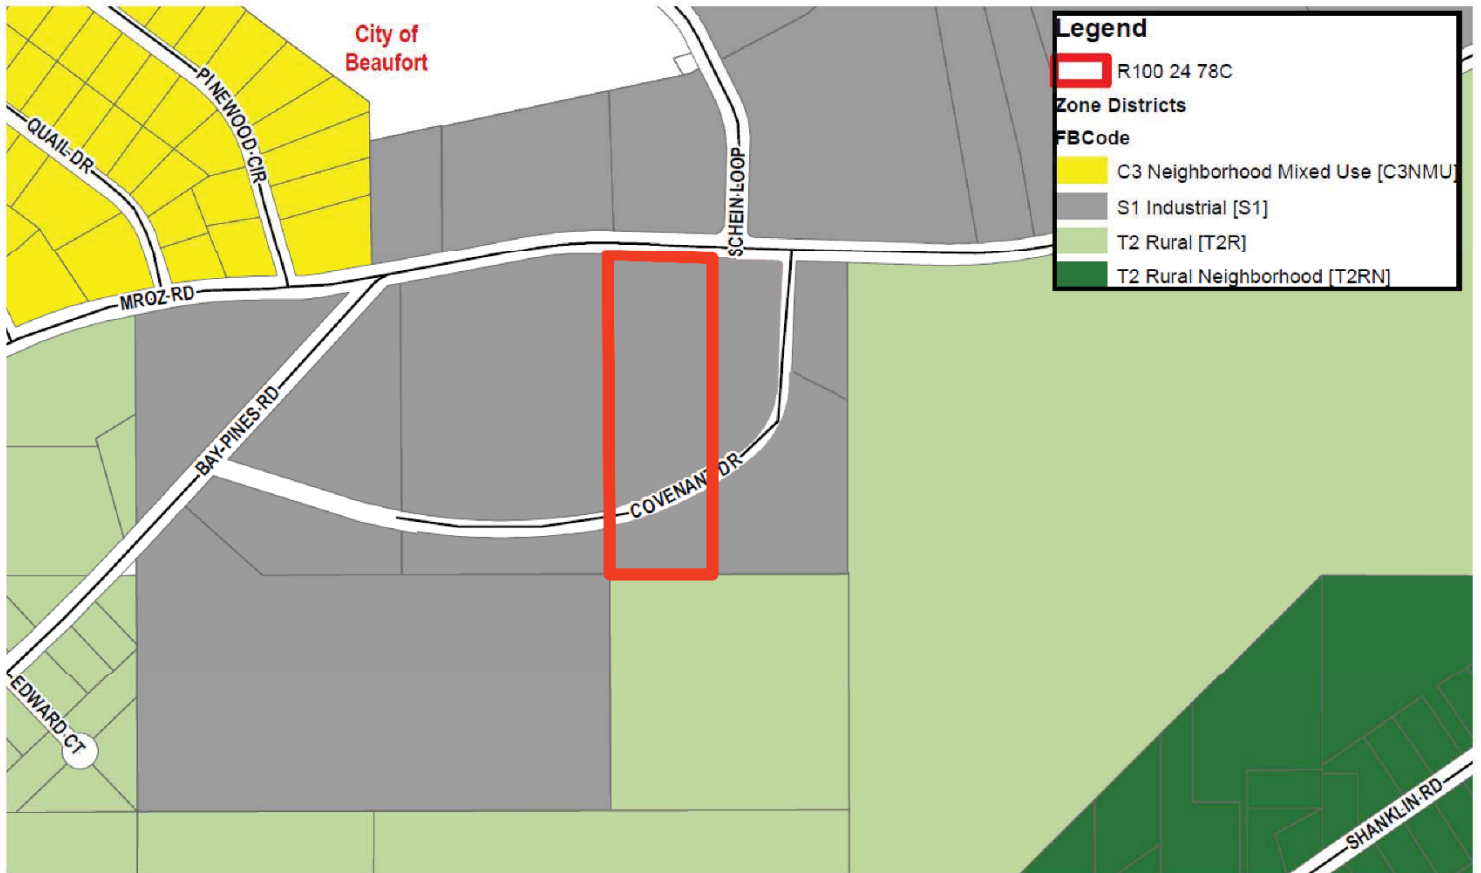 City of
Beaufort
Legend
R100 24 78C
Zone Districts
FBCode
C3 Neighborhood Mixed Use [C3NMU]
S1 Industrial [S1]
T2 Rural [T2R]
T2 Rural Neighborhood [T2RN]
PINEWOOD CIR
QUAIL DR
SCHEIN LOOP
MROZ RD
BAY PINES RD
COVENANT DR
EDWARD CT
SHANKLIN RD